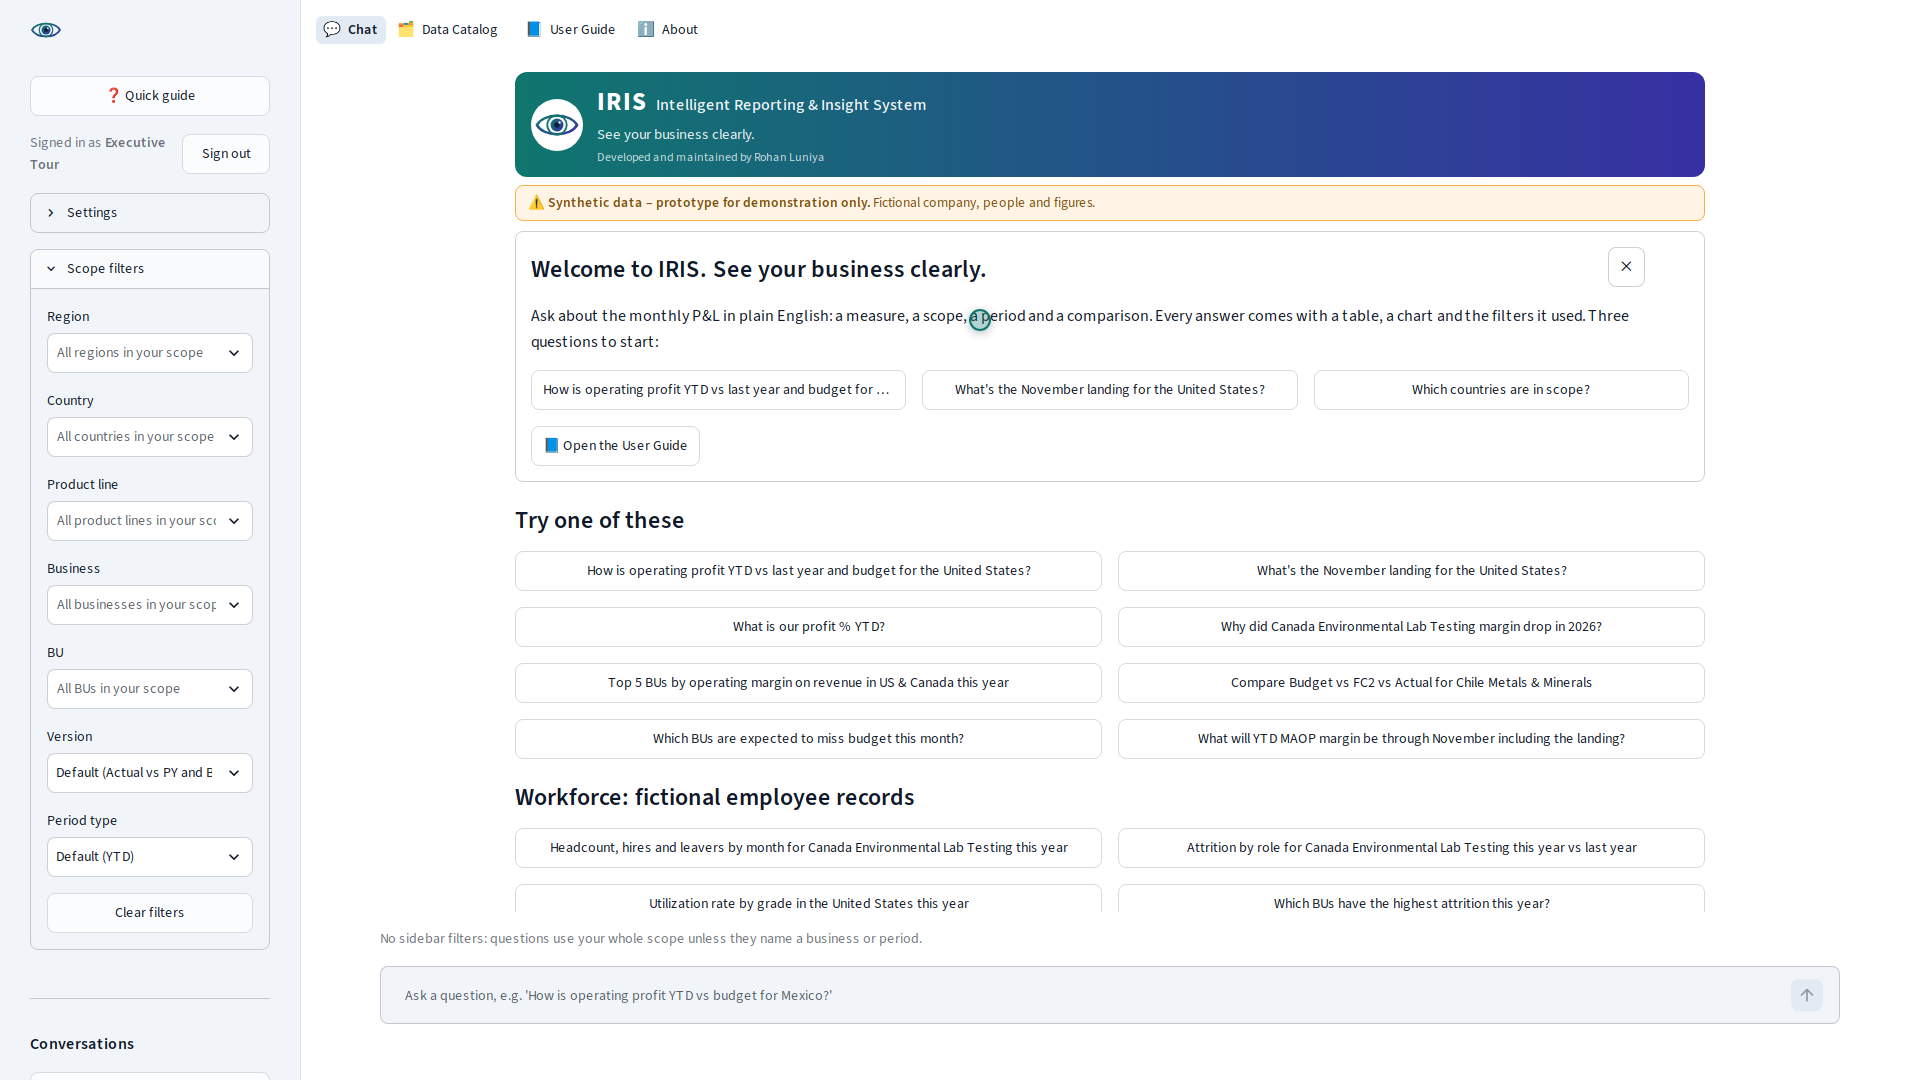 💬 Chat
🗂️ Data Catalog
📘 User Guide
ℹ️ About
❓ Quick guide
Signed in as Executive
Tour
Sign out
Settings
Scope filters
Region
All regions in your scope
Country
All countries in your scope
Product line
All product lines in your sco
Business
All businesses in your scop
BU
All BUs in your scope
Version
Default (Actual vs PY and B
Period type
Default (YTD)
Clear filters
Conversations
IRIS Intelligent Reporting & Insight System
See your business clearly.
Developed and maintained by Rohan Luniya
⚠️ Synthetic data – prototype for demonstration only. Fictional company, people and figures.
Welcome to IRIS. See your business clearly.
Ask about the monthly P&L in plain English: a measure, a scope, a period and a comparison. Every answer comes with a table, a chart and the filters it used. Three
questions to start:
How is operating profit YTD vs last year and budget for …
What's the November landing for the United States?
Which countries are in scope?
📘 Open the User Guide
Try one of these
How is operating profit YTD vs last year and budget for the United States?
What's the November landing for the United States?
What is our profit % YTD?
Why did Canada Environmental Lab Testing margin drop in 2026?
Top 5 BUs by operating margin on revenue in US & Canada this year
Compare Budget vs FC2 vs Actual for Chile Metals & Minerals
Which BUs are expected to miss budget this month?
What will YTD MAOP margin be through November including the landing?
Workforce: fictional employee records
Headcount, hires and leavers by month for Canada Environmental Lab Testing this year
Attrition by role for Canada Environmental Lab Testing this year vs last year
Utilization rate by grade in the United States this year
Which BUs have the highest attrition this year?
No sidebar filters: questions use your whole scope unless they name a business or period.
Ask a question, e.g. 'How is operating profit YTD vs budget for Mexico?'